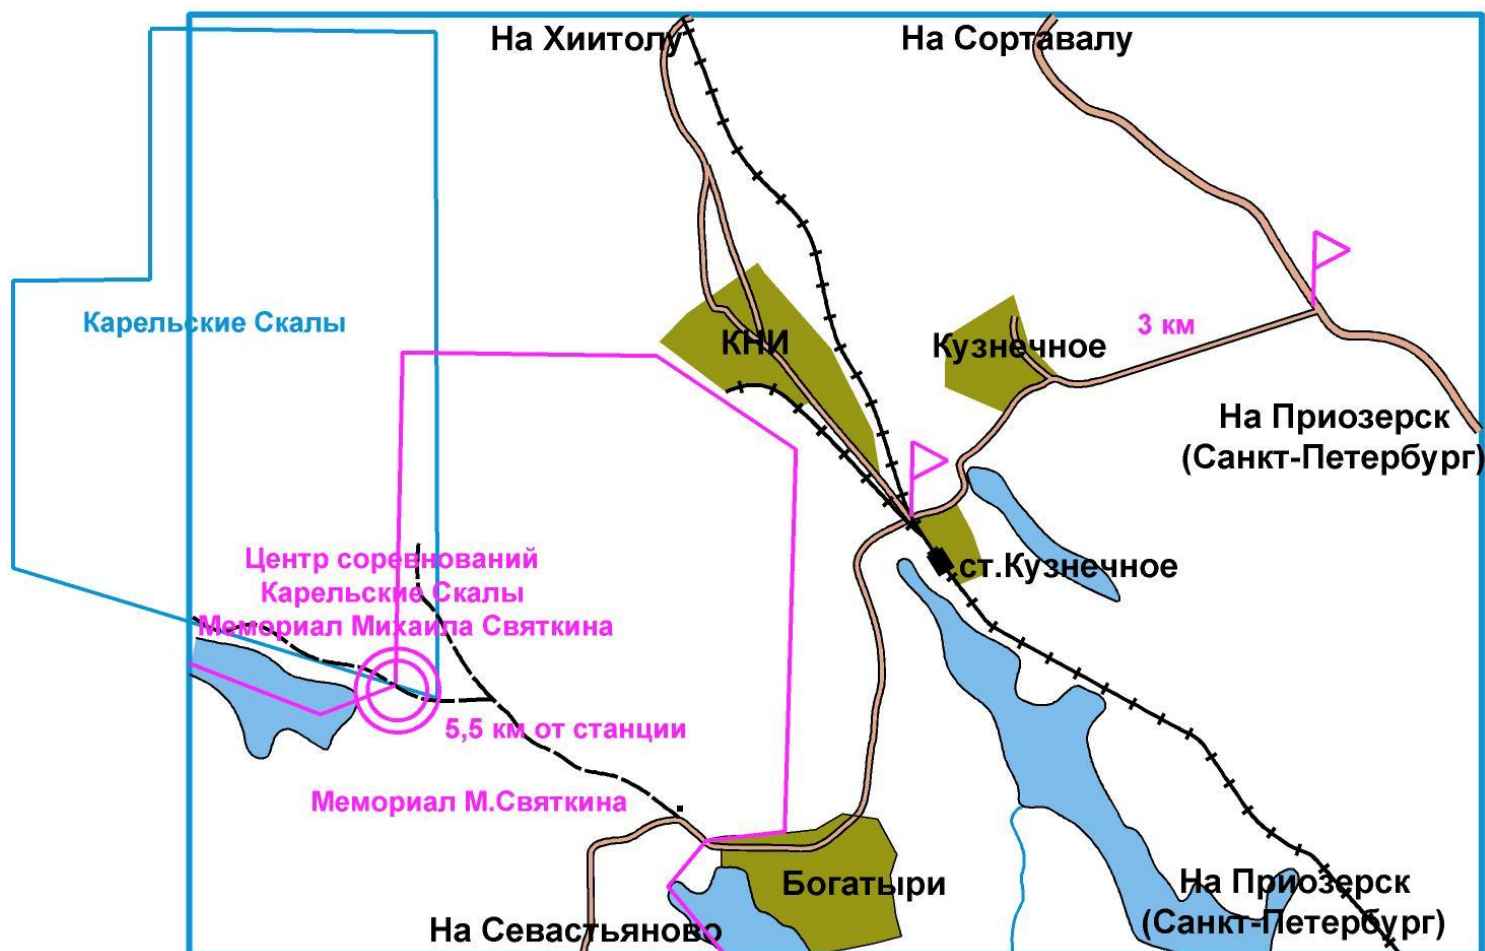 На Хиитолу
На Сортавалу
Карельские Скалы
КНИ
Кузнечное
3 км
На Приозерск
(Санкт-Петербург)
Центр соревнований
Карельские Скалы
Мемориал Михаила Святкина
ст.Кузнечное
5,5 км от станции
Мемориал М.Святкина
Богатыри
На Приозерск
(Санкт-Петербург)
На Севастьяново